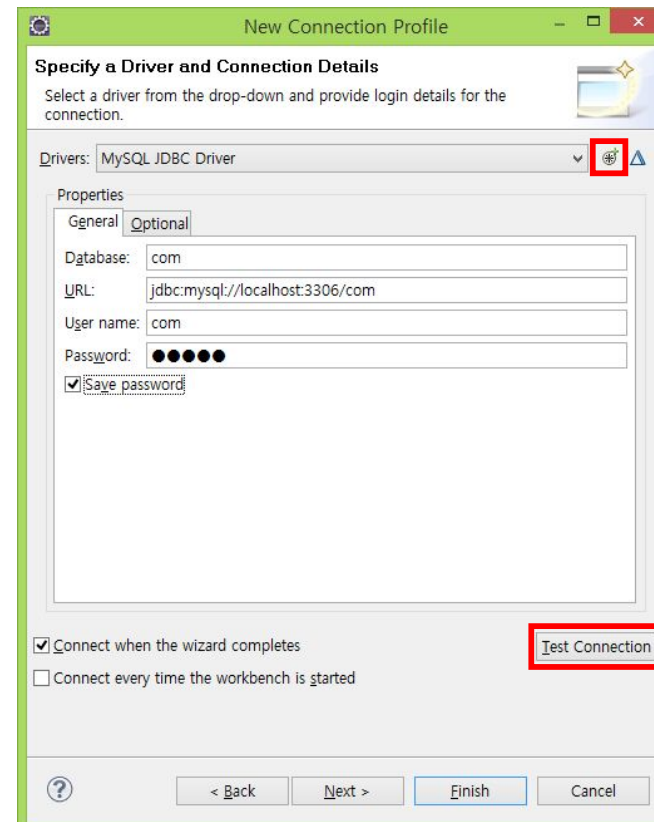 New Connection Profile
Specify a Driver and Connection Details
Select a driver from the drop-down and provide login details for the
connection.
Drivers: MySQL JDBC Driver
Properties
General Optional
Database: com
URL: jdbc:mysql://localhost:3306/com
User name: com
Password: ●●●●●
Save password
Connect when the wizard completes
Test Connection
Connect every time the workbench is started
? < Back Next > Finish Cancel